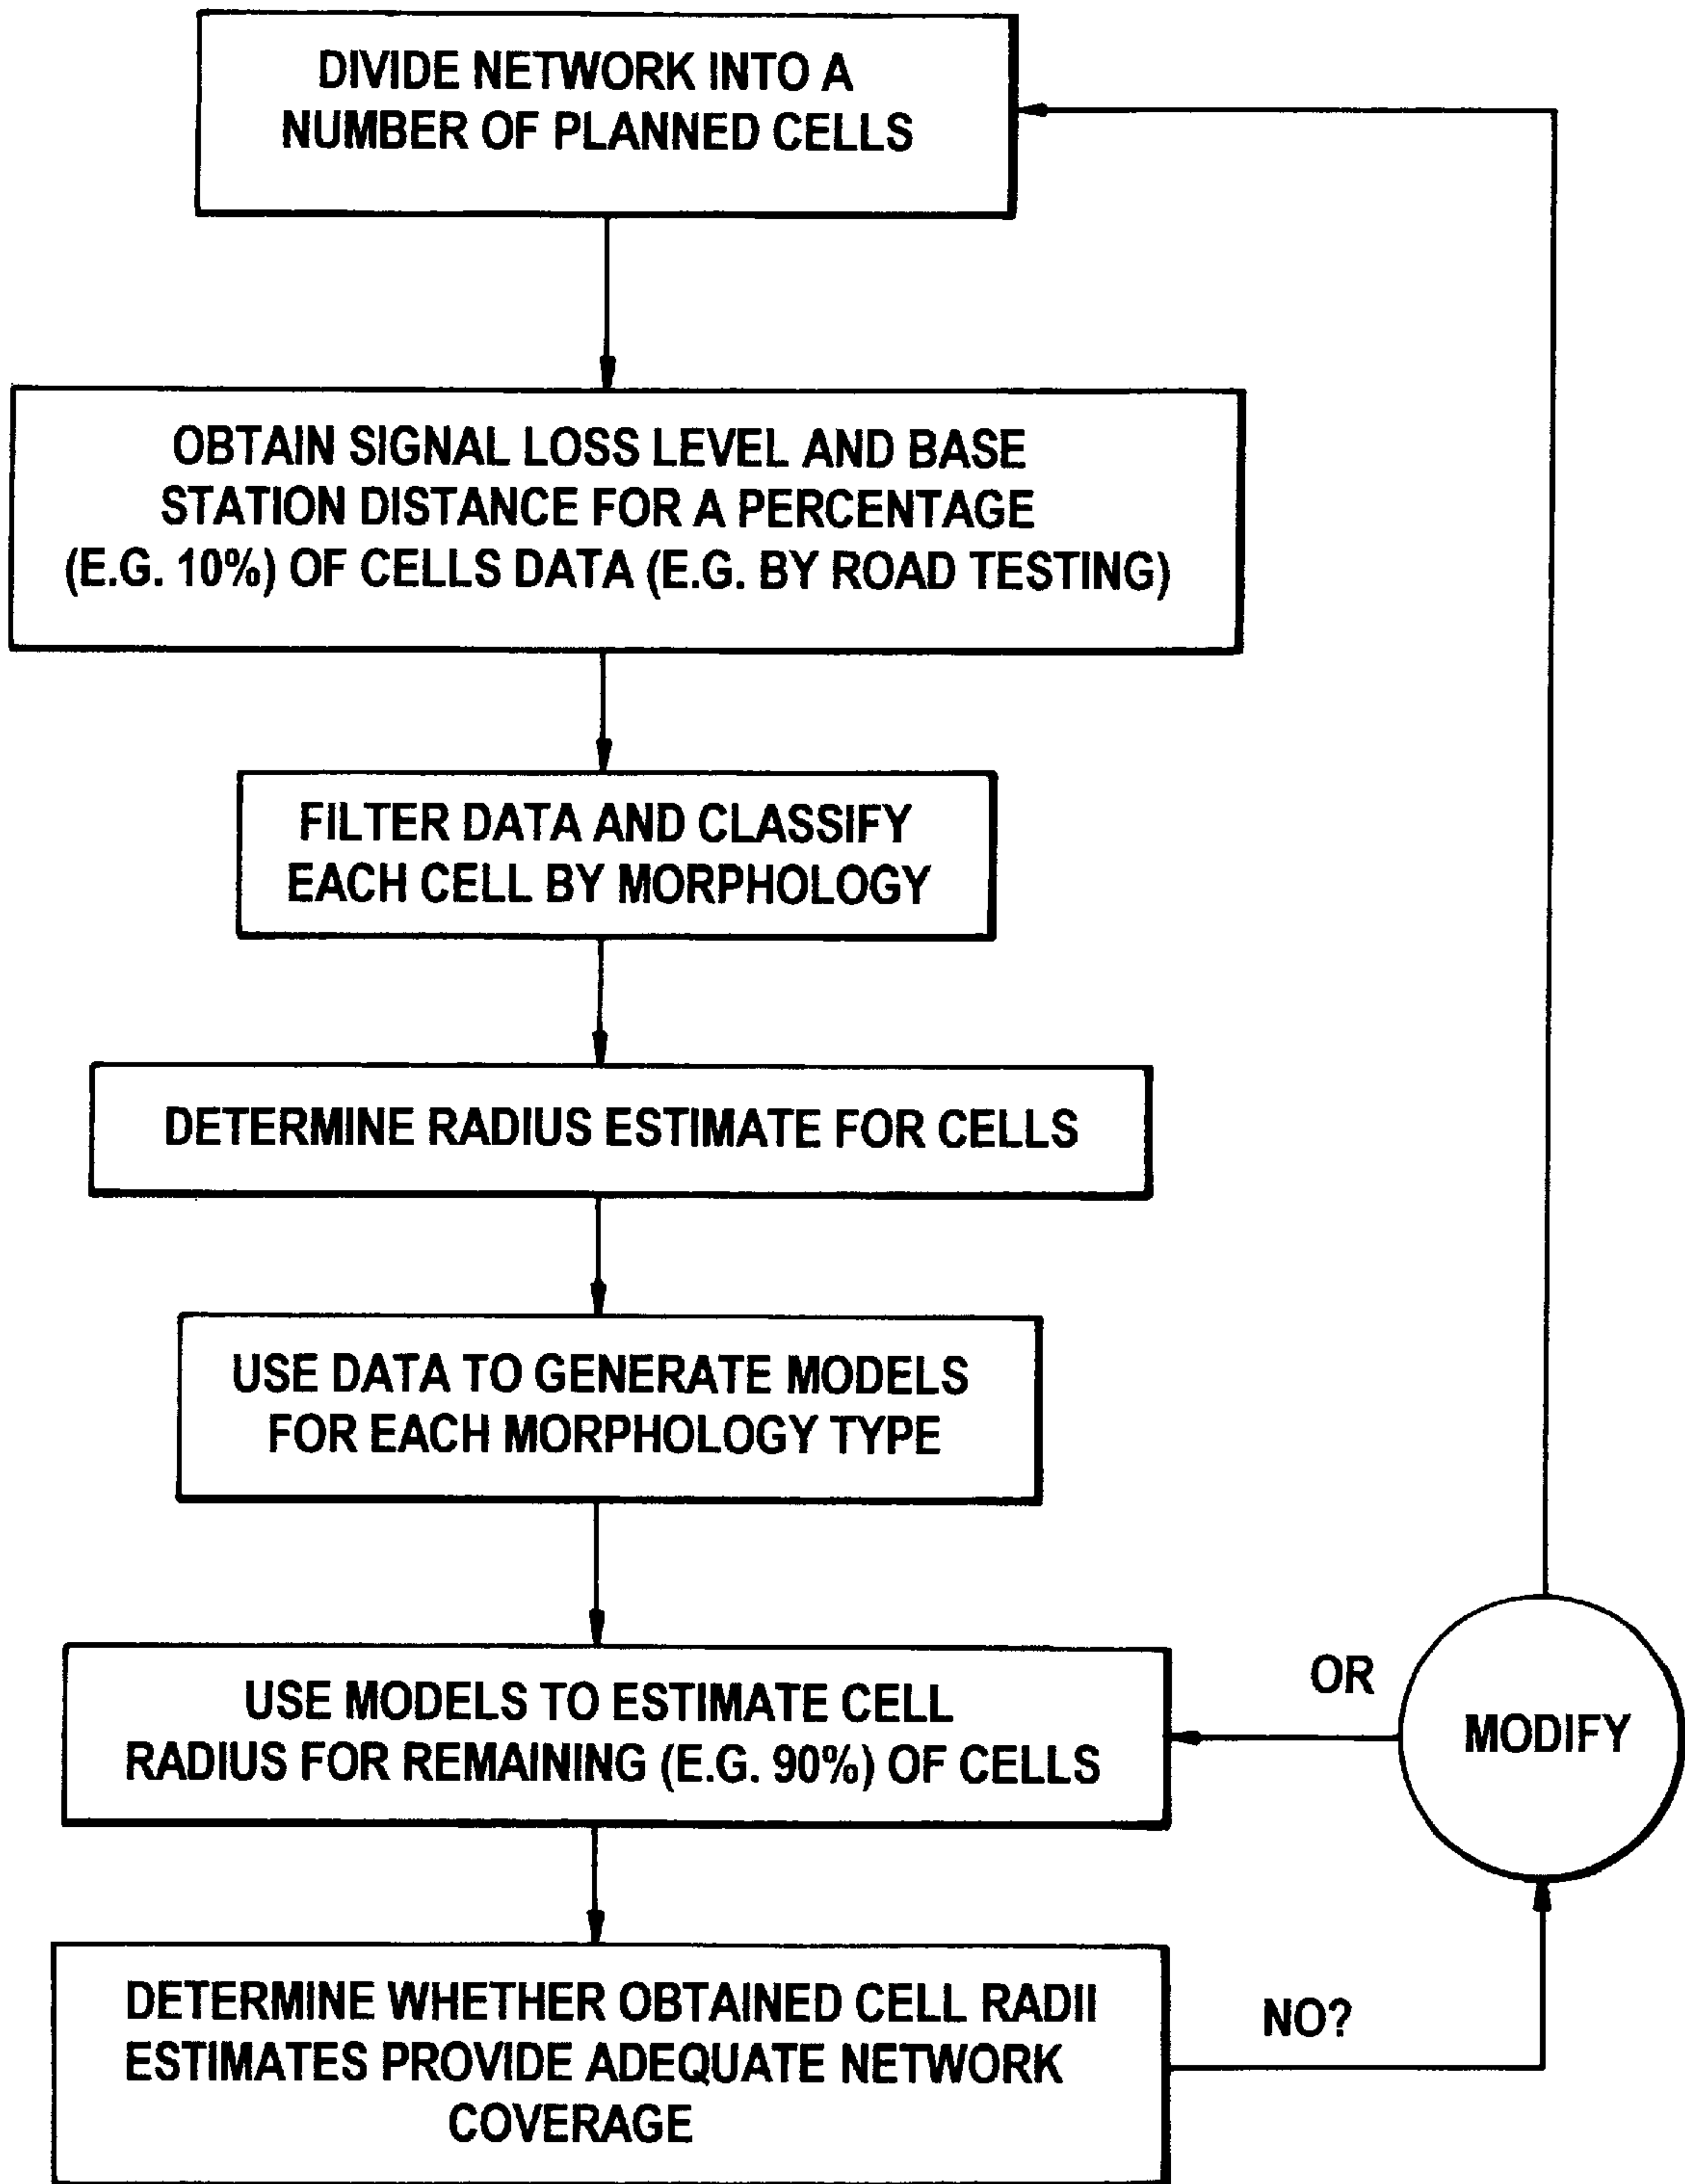 DIVIDE NETWORK INTO A
NUMBER OF PLANNED CELLS
OBTAIN SIGNAL LOSS LEVEL AND BASE
STATION DISTANCE FOR A PERCENTAGE
(E.G. 10%) OF CELLS DATA (E.G. BY ROAD TESTING)
FILTER DATA AND CLASSIFY
EACH CELL BY MORPHOLOGY
DETERMINE RADIUS ESTIMATE FOR CELLS
USE DATA TO GENERATE MODELS
FOR EACH MORPHOLOGY TYPE
USE MODELS TO ESTIMATE CELL
RADIUS FOR REMAINING (E.G. 90%) OF CELLS
OR
MODIFY
DETERMINE WHETHER OBTAINED CELL RADII
ESTIMATES PROVIDE ADEQUATE NETWORK
COVERAGE
NO?